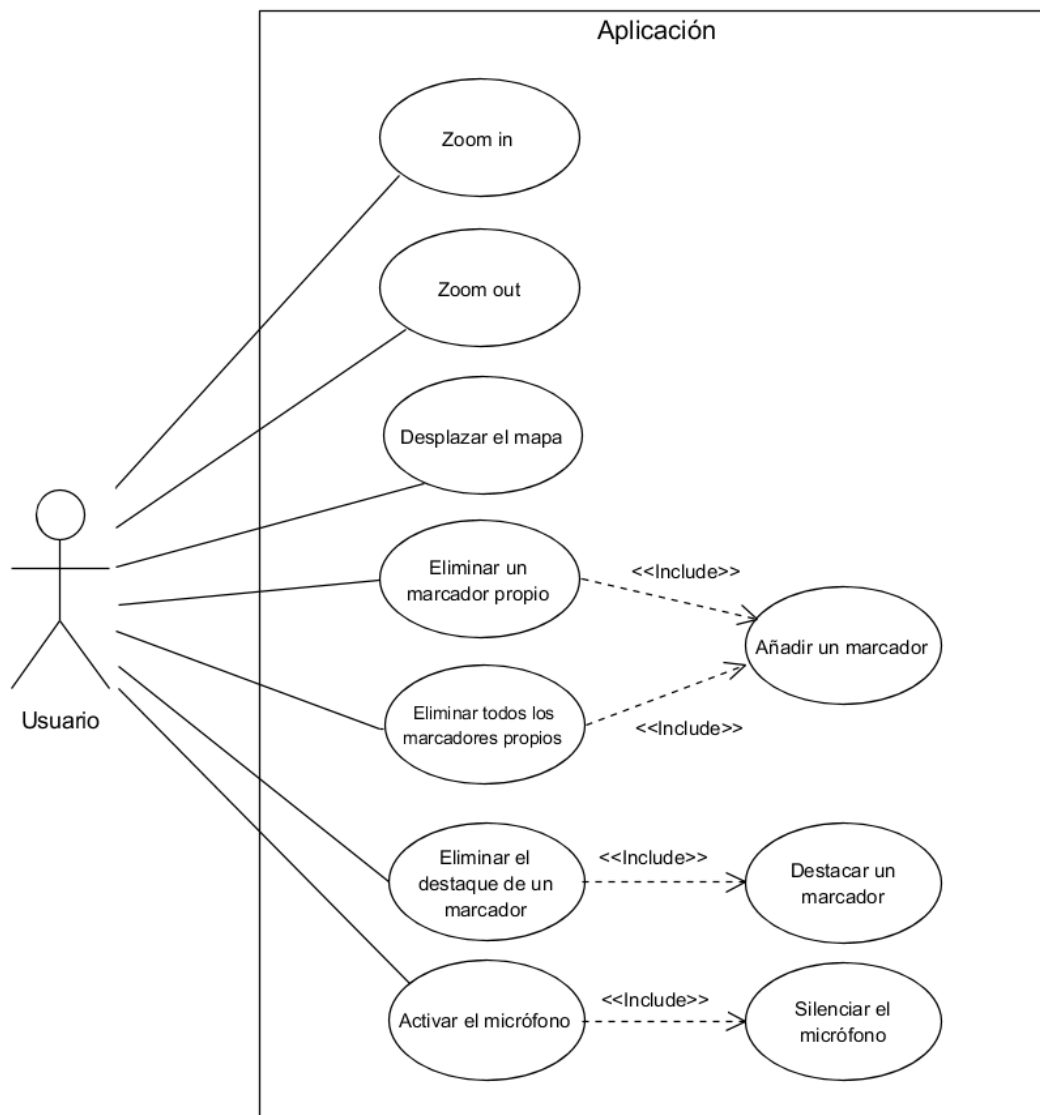 Aplicación
Zoom in
Zoom out
Desplazar el mapa
Eliminar un
marcador propio
<<Include>>
Añadir un marcador
Eliminar todos los
marcadores propios
<<Include>>
Usuario
Eliminar el
destaque de un
marcador
<<Include>>
Destacar un
marcador
Activar el micrófono
<<Include>>
Silenciar el
micrófono